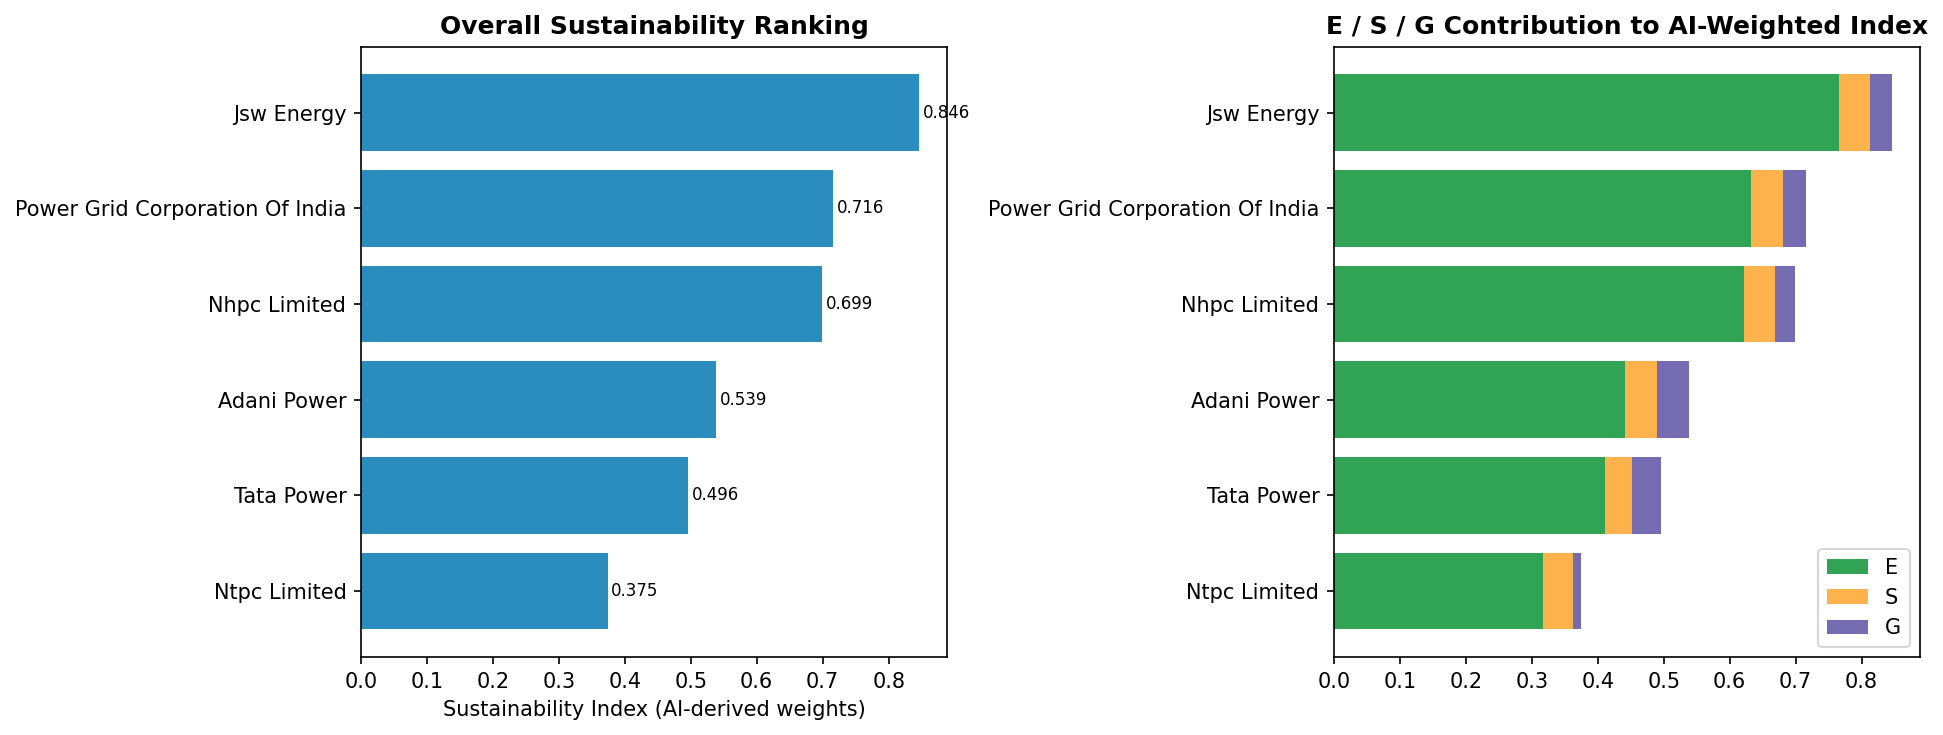 Overall Sustainability Ranking
Jsw Energy
0.846
Power Grid Corporation Of India
0.716
Nhpc Limited
0.699
Adani Power
0.539
Tata Power
0.496
Ntpc Limited
0.375
0.0 0.1 0.2 0.3 0.4 0.5 0.6 0.7 0.8
Sustainability Index (AI-derived weights)
E / S / G Contribution to AI-Weighted Index
Jsw Energy
Power Grid Corporation Of India
Nhpc Limited
Adani Power
Tata Power
Ntpc Limited
E
S
G
0.0 0.1 0.2 0.3 0.4 0.5 0.6 0.7 0.8